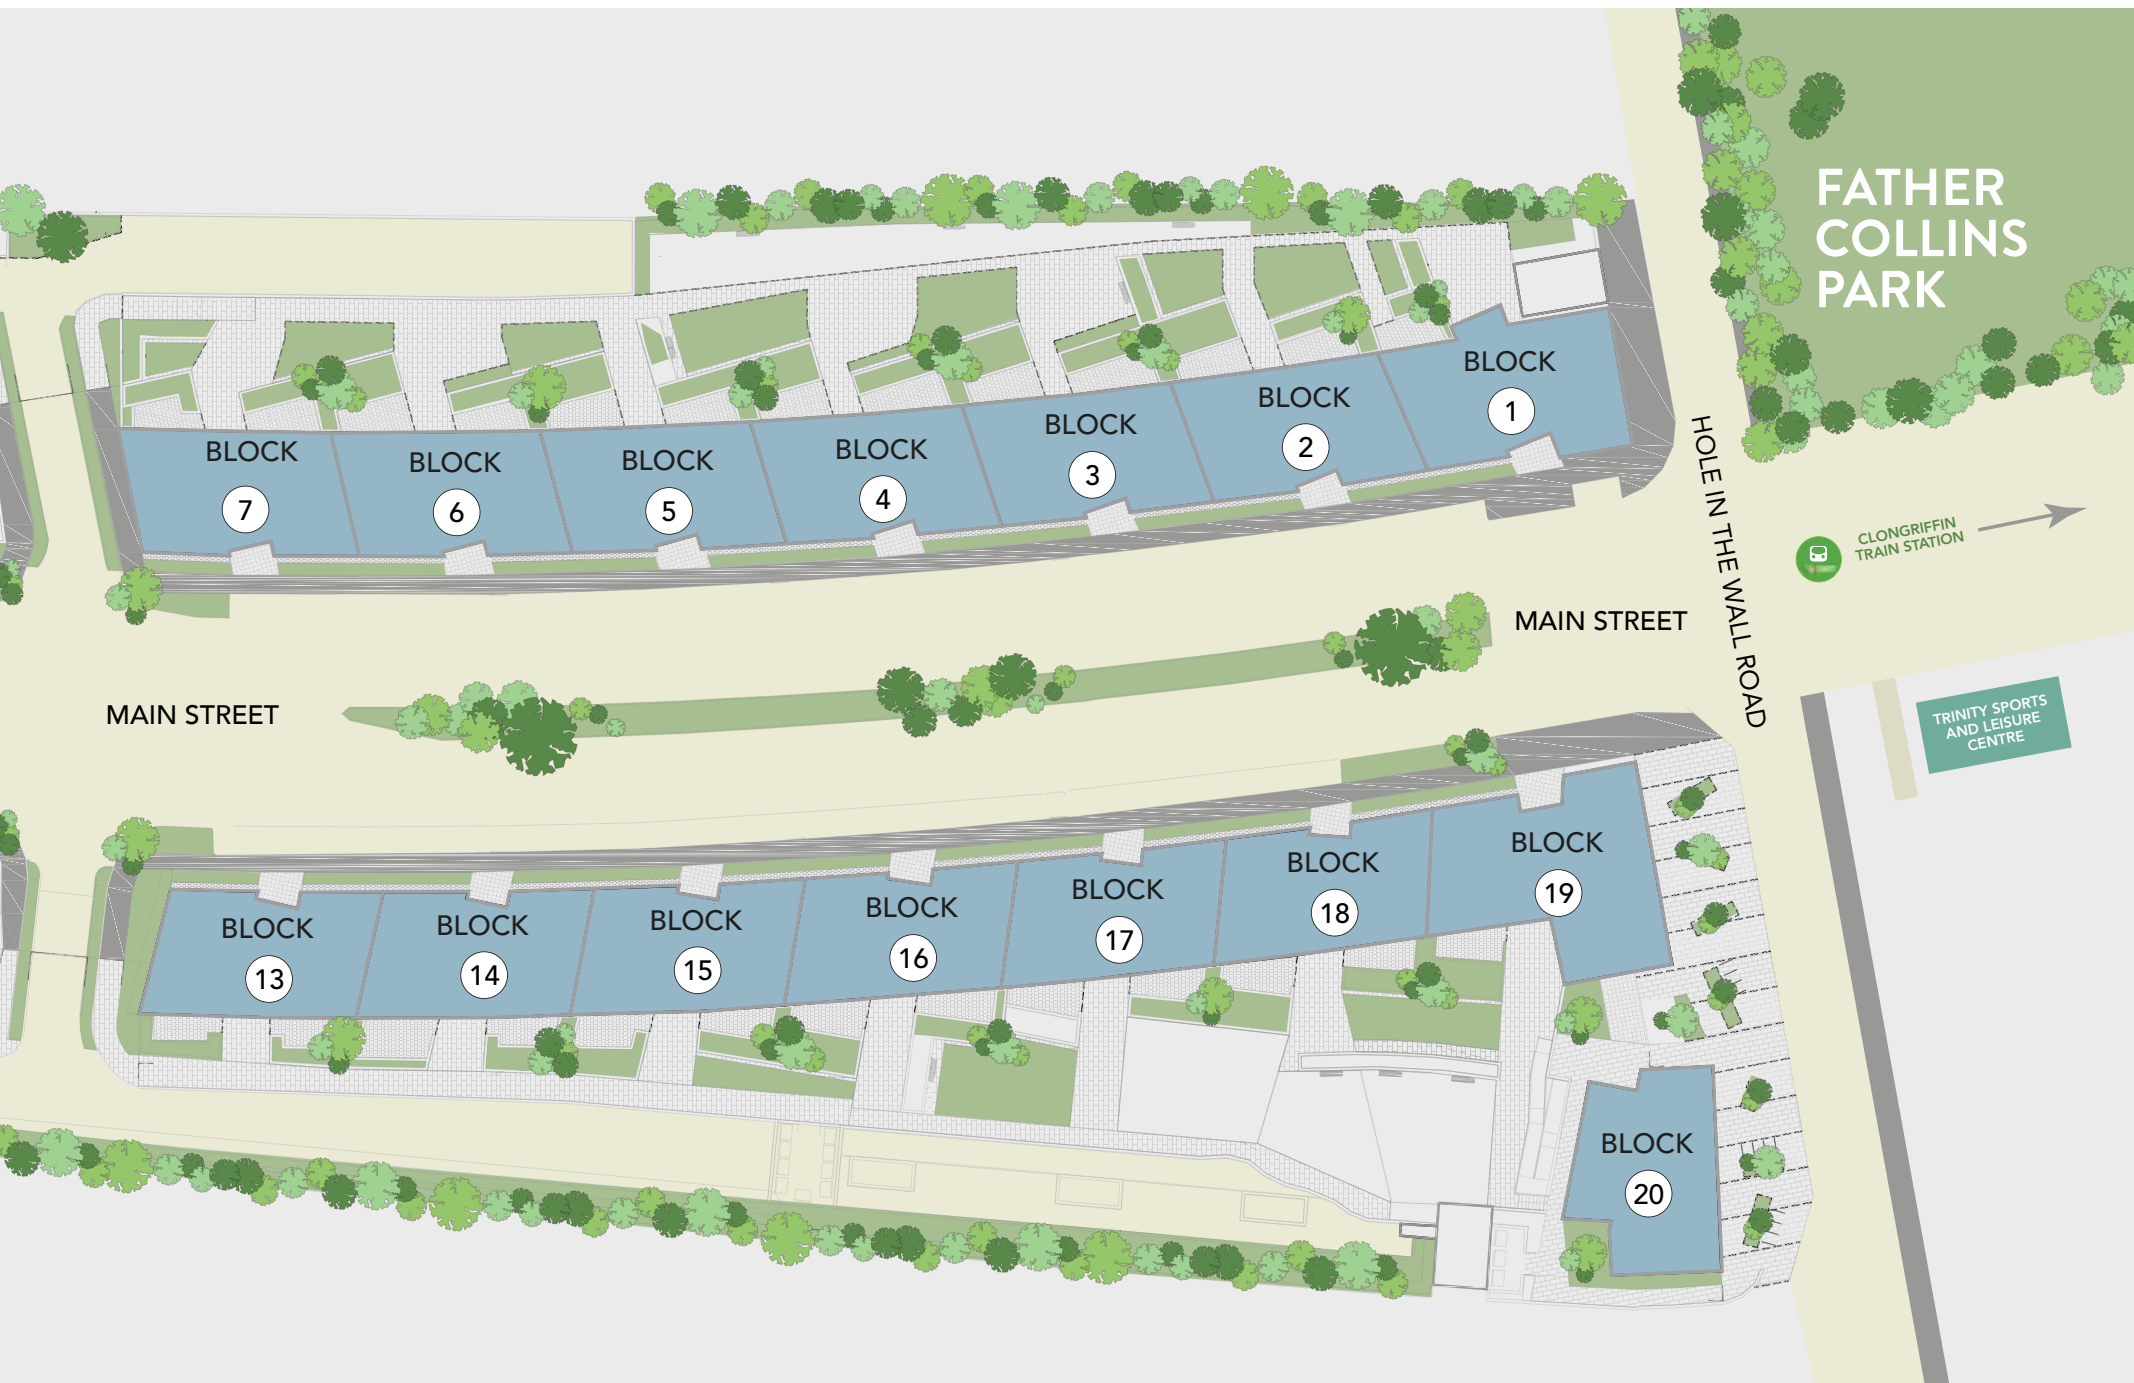 FATHER
COLLINS
PARK
BLOCK
1
BLOCK
2
BLOCK
3
BLOCK
4
BLOCK
5
BLOCK
6
BLOCK
7
HOLE IN THE WALL ROAD
CLONGRIFFIN
TRAIN STATION
MAIN STREET
MAIN STREET
TRINITY SPORTS
AND LEISURE
CENTRE
BLOCK
13
BLOCK
14
BLOCK
15
BLOCK
16
BLOCK
17
BLOCK
18
BLOCK
19
BLOCK
20